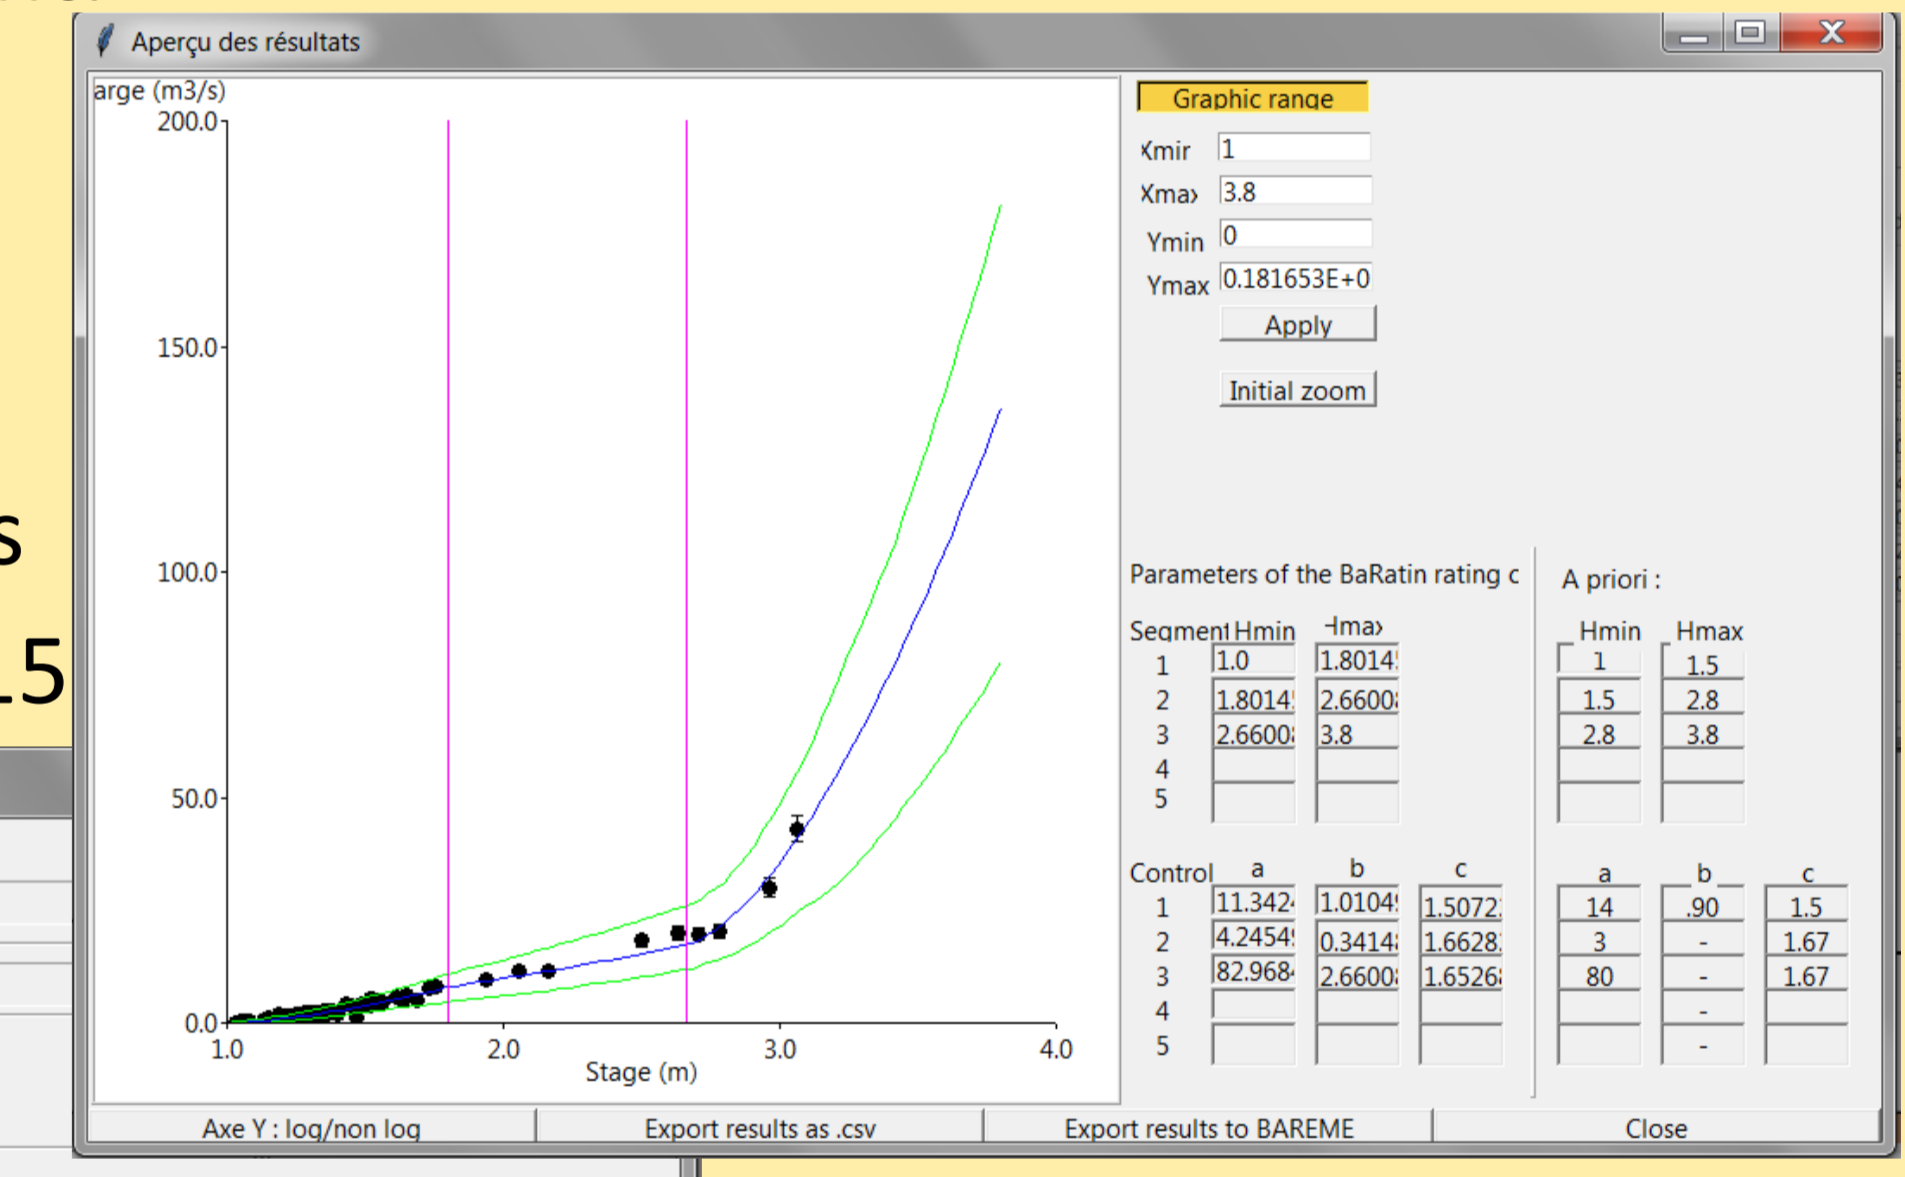 Aperçu des résultats
arge (m3/s)
200.0
150.0
100.0
50.0
0.0
1.0 2.0 3.0 4.0
Stage (m)
Graphic range
Xmir 1
Xmax 3.8
Ymin 0
Ymax 0.181653E+0
Apply
Initial zoom
s
15
Parameters of the BaRatin rating c
Segment Hmin Hmax
1 1.0 1.8014
2 1.8014 2.6600
3 2.6600 3.8
4
5
Control a b c
1 11.342 1.0104 1.5072
2 4.2454 0.3414 1.6628
3 82.968 2.6600 1.6526
4
5
A priori :
Hmin Hmax
1 1.5
1.5 2.8
2.8 3.8
a b c
14 .90 1.5
3 - 1.67
80 - 1.67
-
-
Axe Y : log/non log Export results as .csv Export results to BAREME Close